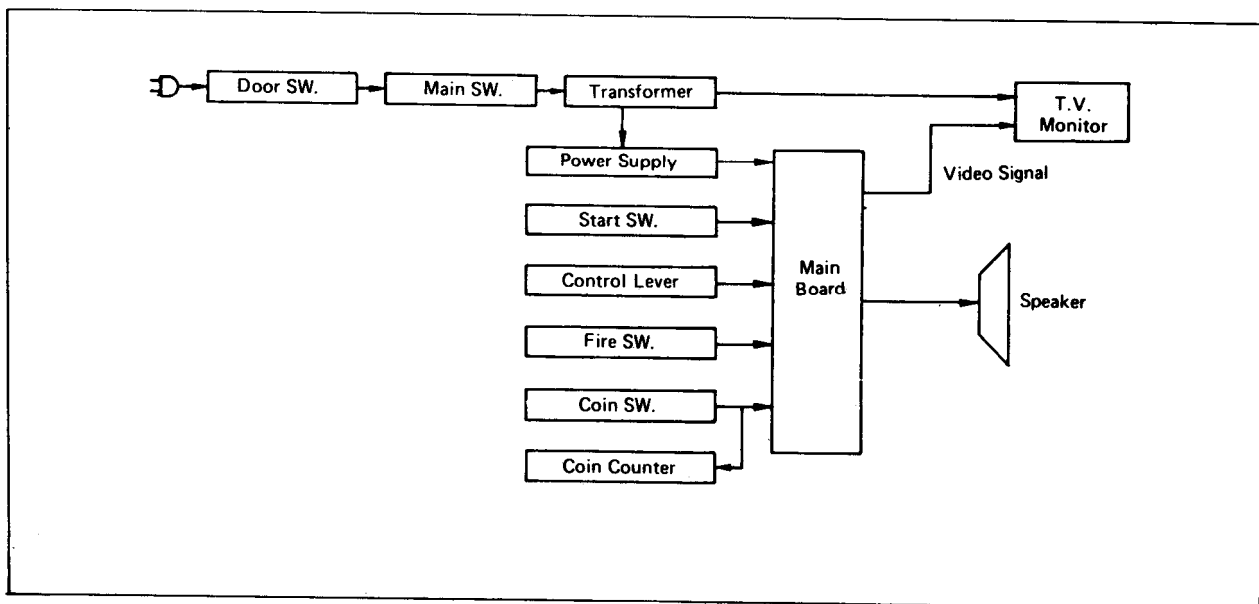 Door SW.
Main SW.
Transformer
T.V.
Monitor
Power Supply
Video Signal
Start SW.
Main
Board
Control Lever
Speaker
Fire SW.
Coin SW.
Coin Counter